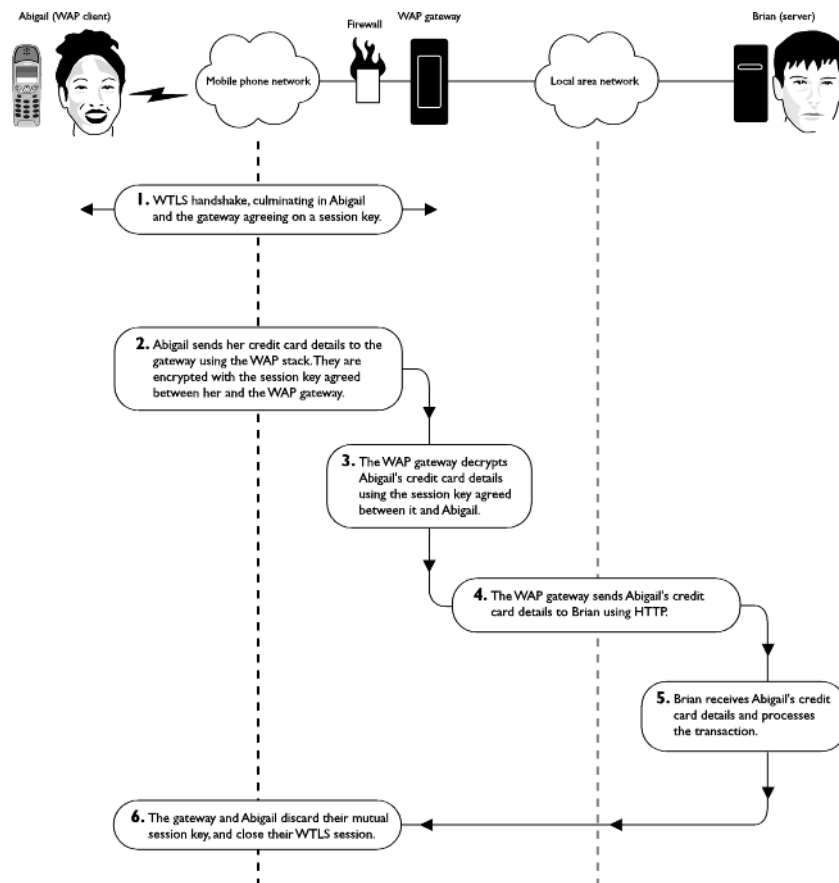 Abigail (WAP client)
Firewall
WAP gateway
Brian (server)
Mobile phone network
Local area network
1. WTLS handshake, culminating in Abigail
and the gateway agreeing on a session key.
2. Abigail sends her credit card details to the
gateway using the WAP stack. They are
encrypted with the session key agreed
between her and the WAP gateway.
3. The WAP gateway decrypts
Abigail's credit card details
using the session key agreed
between it and Abigail.
4. The WAP gateway sends Abigail's credit
card details to Brian using HTTP.
5. Brian receives Abigail's credit
card details and processes
the transaction.
6. The gateway and Abigail discard their mutual
session key, and close their WTLS session.